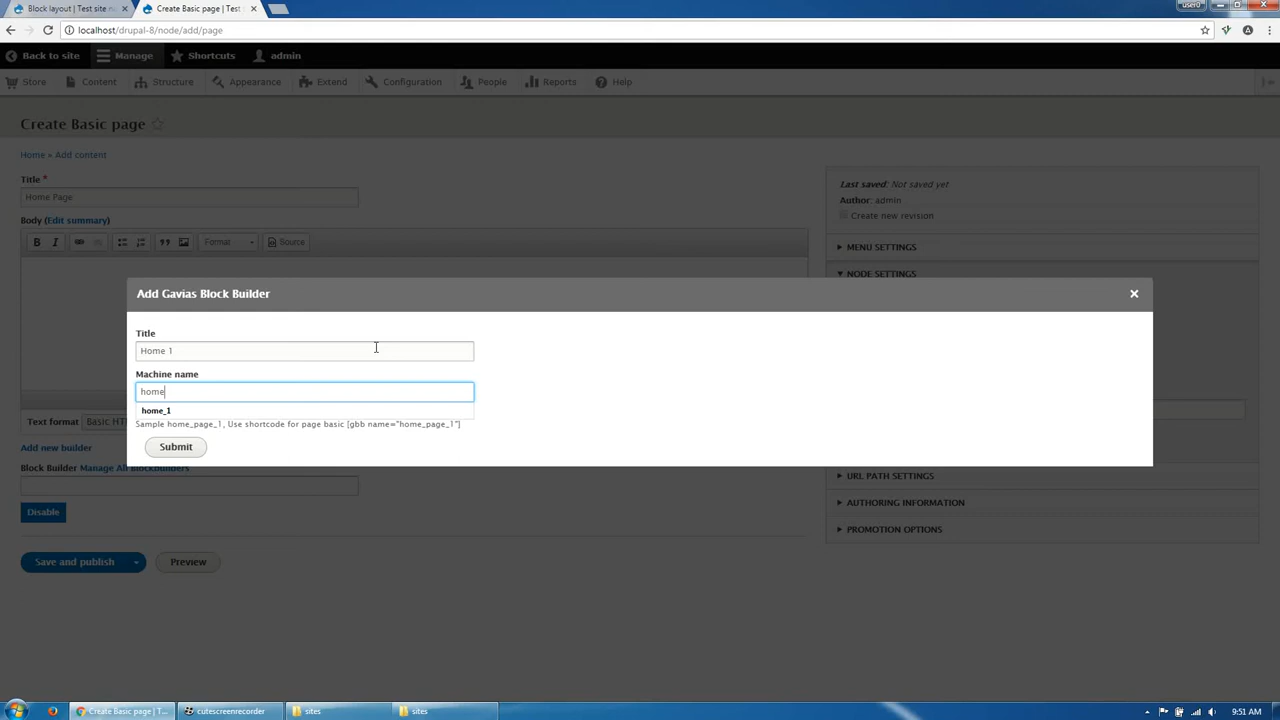 Block layout | Test site n
Create Basic page | Test
user0
localhost/drupal-8/node/add/page
Back to site
Manage
Shortcuts
admin
Store
Content
Structure
Appearance
Extend
Configuration
People
Reports
Help
Create Basic page
Home » Add content
Title *
Home Page
Body (Edit summary)
Format
Source
Last saved: Not saved yet
Author: admin
Create new revision
MENU SETTINGS
NODE SETTINGS
Add Gavias Block Builder
Title
Home 1
Machine name
home
home_1
Sample home_page_1, Use shortcode for page basic [gbb name="home_page_1"]
Submit
Text format
Basic HT
Add new builder
Block Builder Manage All Blockbuilders
Disable
URL PATH SETTINGS
AUTHORING INFORMATION
PROMOTION OPTIONS
Save and publish
Preview
Create Basic page | T...
cutescreenrecorder
sites
sites
9:51 AM